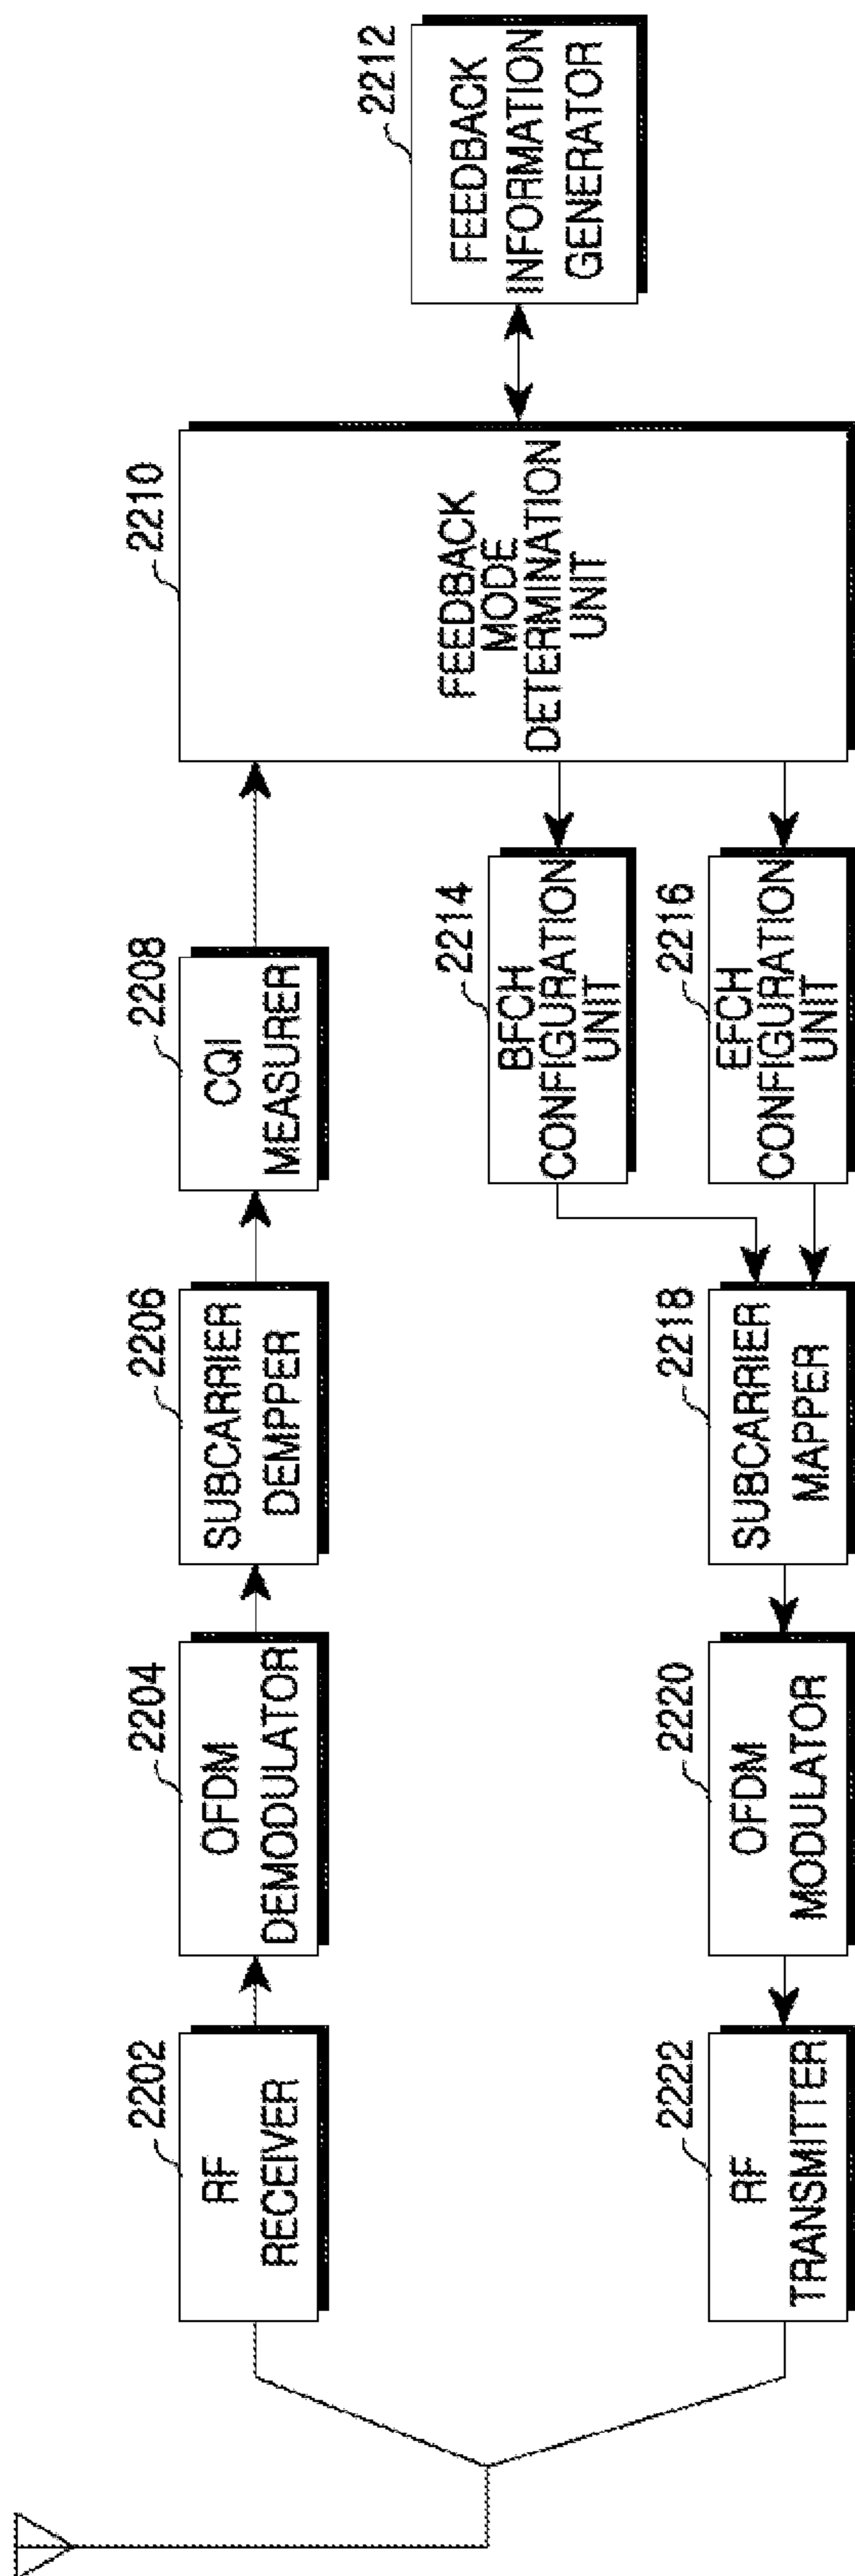 2202
RF
RECEIVER
2204
OFDM
DEMODULATOR
2206
SUBCARRIER
DEMPPER
2208
CQI
MEASURER
2210
FEEDBACK
MODE
DETERMINATION
UNIT
2212
FEEDBACK
INFORMATION
GENERATOR
2214
BFCH
CONFIGURATION
UNIT
2216
EFCH
CONFIGURATION
UNIT
2218
SUBCARRIER
MAPPER
2220
OFDM
MODULATOR
2222
RF
TRANSMITTER